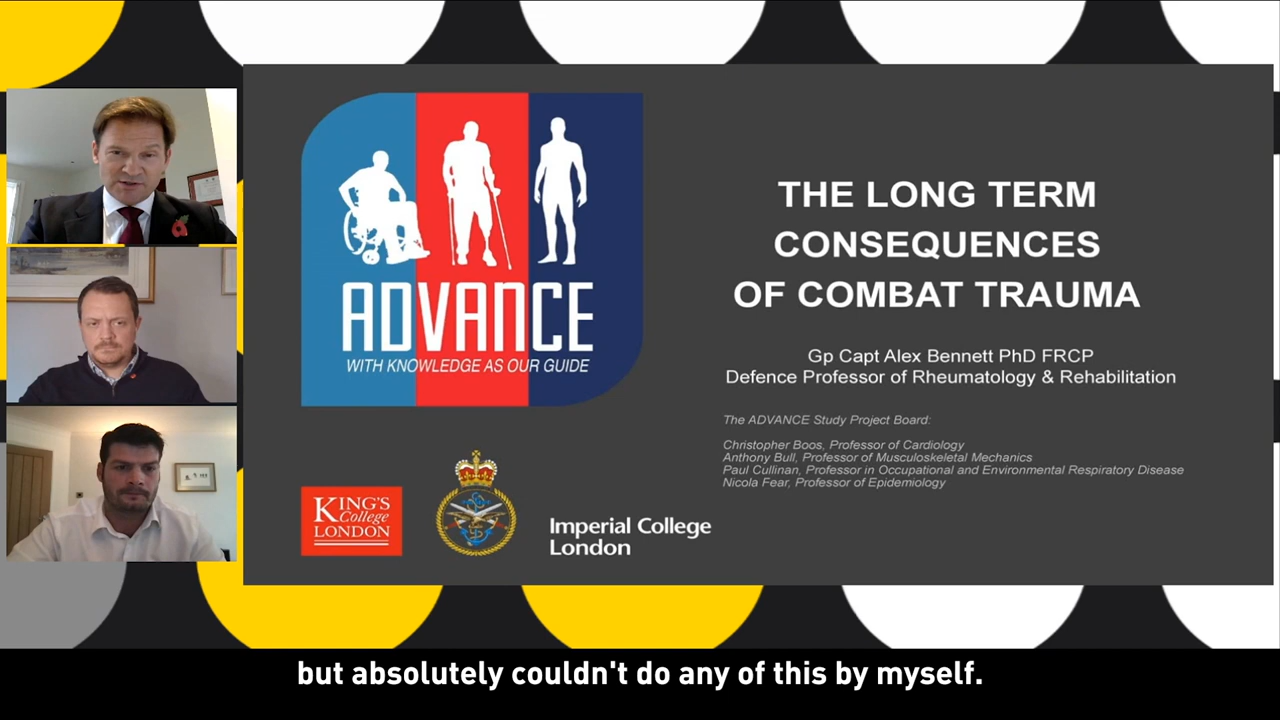 ADVANCE
WITH KNOWLEDGE AS OUR GUIDE
THE LONG TERM
CONSEQUENCES
OF COMBAT TRAUMA
Gp Capt Alex Bennett PhD FRCP
Defence Professor of Rheumatology & Rehabilitation
The ADVANCE Study Project Board:
Christopher Boos, Professor of Cardiology
Anthony Bull, Professor of Musculoskeletal Mechanics
Paul Cullinan, Professor in Occupational and Environmental Respiratory Disease
Nicola Fear, Professor of Epidemiology
KING'S
College
LONDON
Imperial College
London
but absolutely couldn't do any of this by myself.